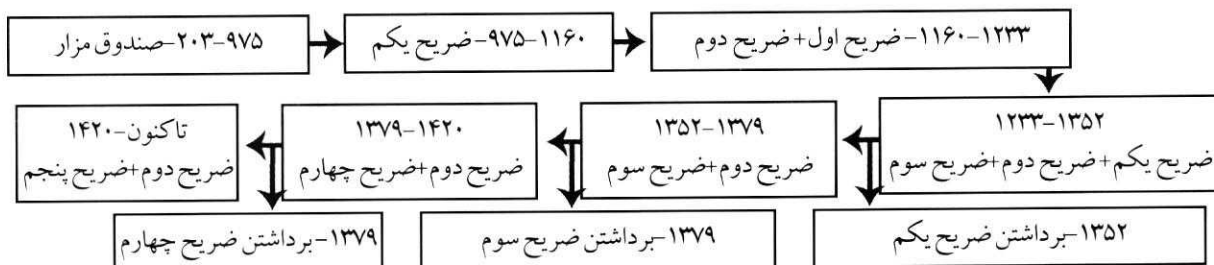 ۲۰۳-۹۷۵-صندوق مزار
۹۷۵-۱۱۶۰-ضریح یکم
۱۱۶۰-۱۲۳۳-ضریح اول+ضریح دوم
۱۲۳۳-۱۳۵۲
ضریح یکم+ضریح دوم+ضریح سوم
۱۳۵۲-۱۳۷۹
ضریح دوم+ضریح سوم
۱۳۷۹-۱۴۲۰
ضریح دوم+ضریح چهارم
تاکنون-۱۴۲۰
ضریح دوم+ضریح پنجم
۱۳۵۲-برداشتن ضریح یکم
۱۳۷۹-برداشتن ضریح سوم
۱۳۷۹-برداشتن ضریح چهارم